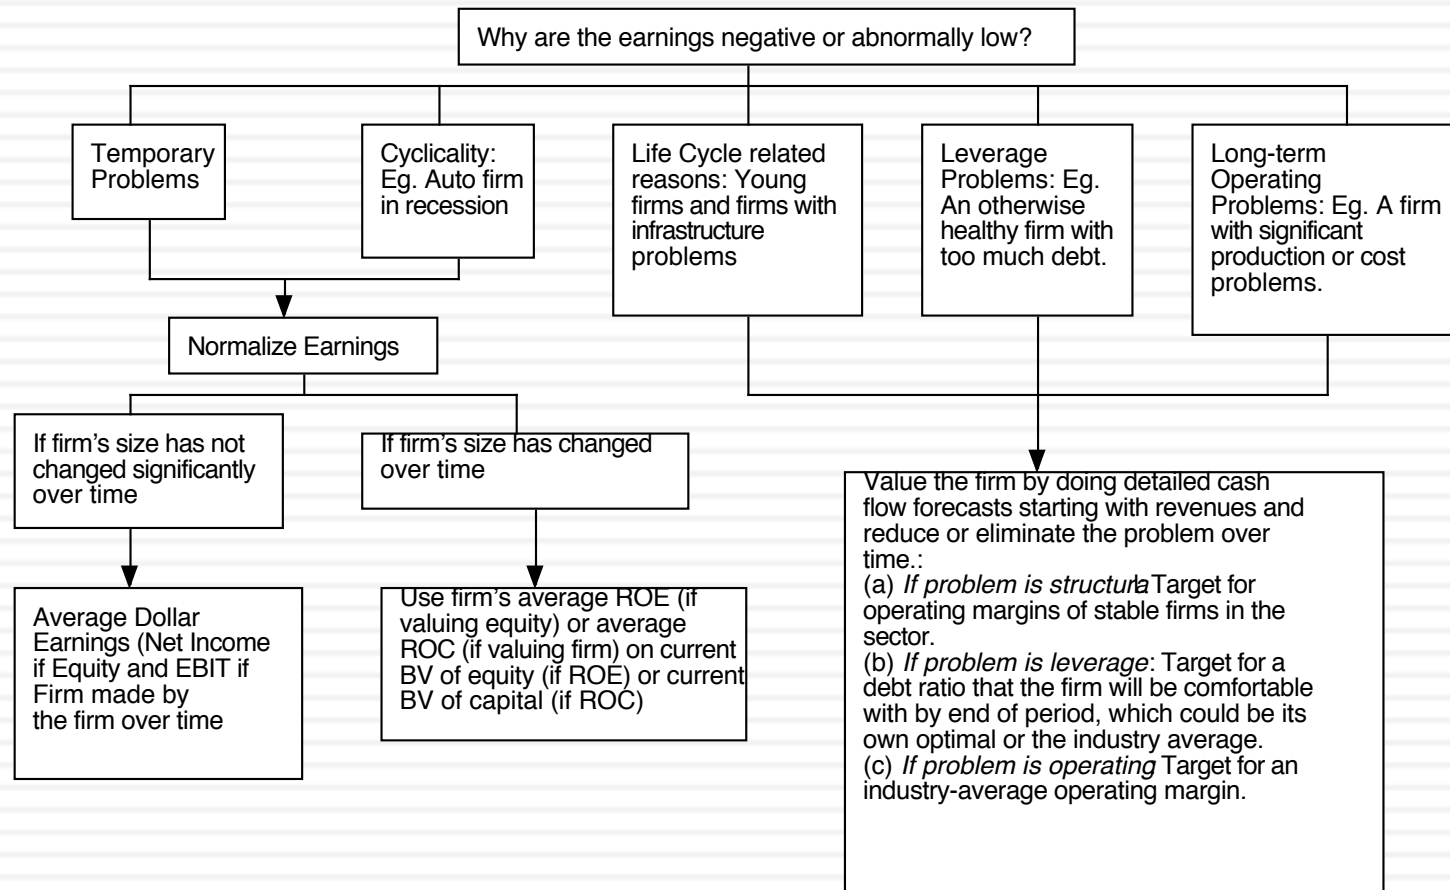 Why are the earnings negative or abnormally low?
Temporary
Problems
Cyclicality:
Eg. Auto firm
in recession
Life Cycle related
reasons: Young
firms and firms with
infrastructure
problems
Leverage
Problems: Eg.
An otherwise
healthy firm with
too much debt.
Long-term
Operating
Problems: Eg. A firm
with significant
production or cost
problems.
Normalize Earnings
If firm's size has not
changed significantly
over time
If firm's size has changed
over time
Average Dollar
Earnings (Net Income
if Equity and EBIT if
Firm made by
the firm over time
Use firm's average ROE (if
valuing equity) or average
ROC (if valuing firm) on current
BV of equity (if ROE) or current
BV of capital (if ROC)
Value the firm by doing detailed cash
flow forecasts starting with revenues and
reduce or eliminate the problem over
time.:
(a) If problem is structural: Target for
operating margins of stable firms in the
sector.
(b) If problem is leverage: Target for a
debt ratio that the firm will be comfortable
with by end of period, which could be its
own optimal or the industry average.
(c) If problem is operating: Target for an
industry-average operating margin.